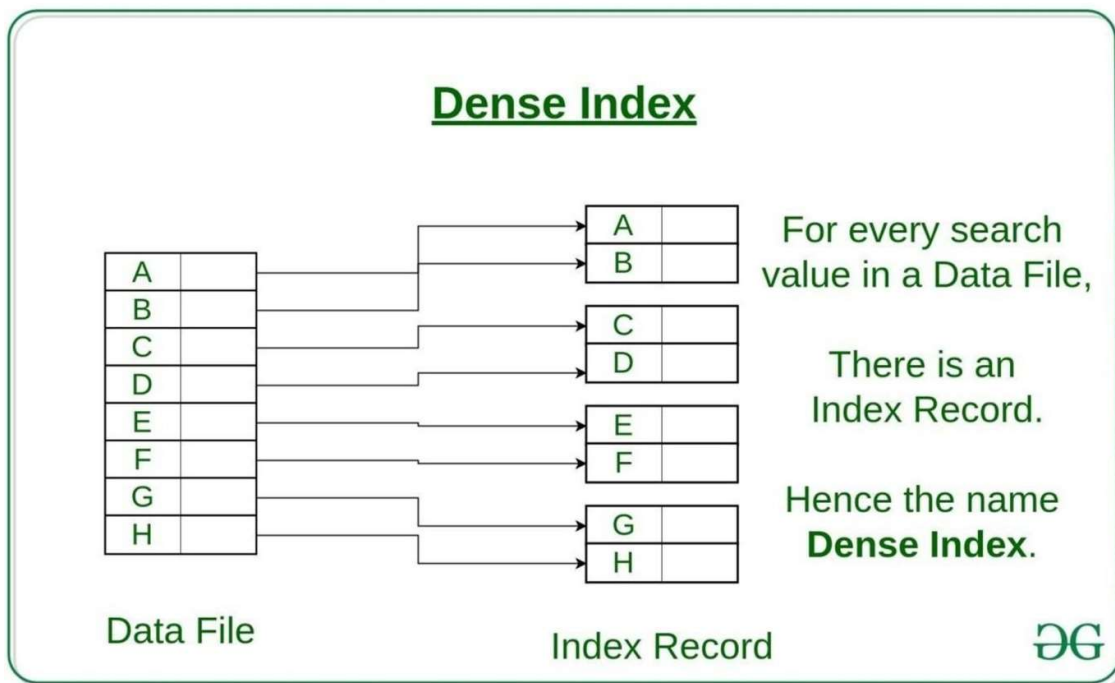 Dense Index
A
B
C
D
E
F
G
H
Data File
A
B
C
D
E
F
G
H
Index Record
For every search
value in a Data File,
There is an
Index Record.
Hence the name
Dense Index.